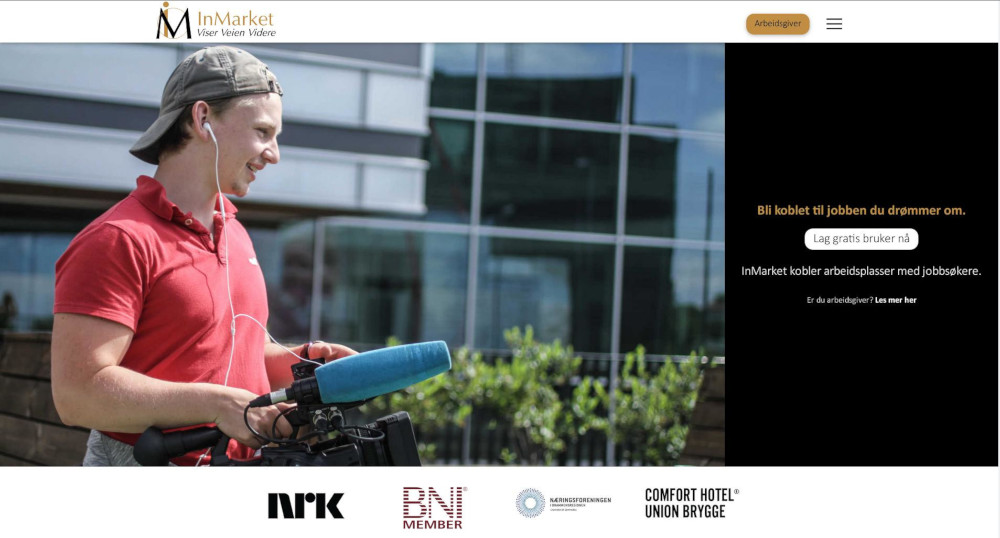 InMarket
Viser Veien Videre
Arbeidsgiver
Bli koblet til jobben du drømmer om.
Lag gratis bruker nå
InMarket kobler arbeidsplasser med jobbsøkere.
Er du arbeidsgiver? Les mer her
NRK
BNI®
MEMBER
NÆRINGSFORENINGEN
COMFORT HOTEL®
UNION BRYGGE